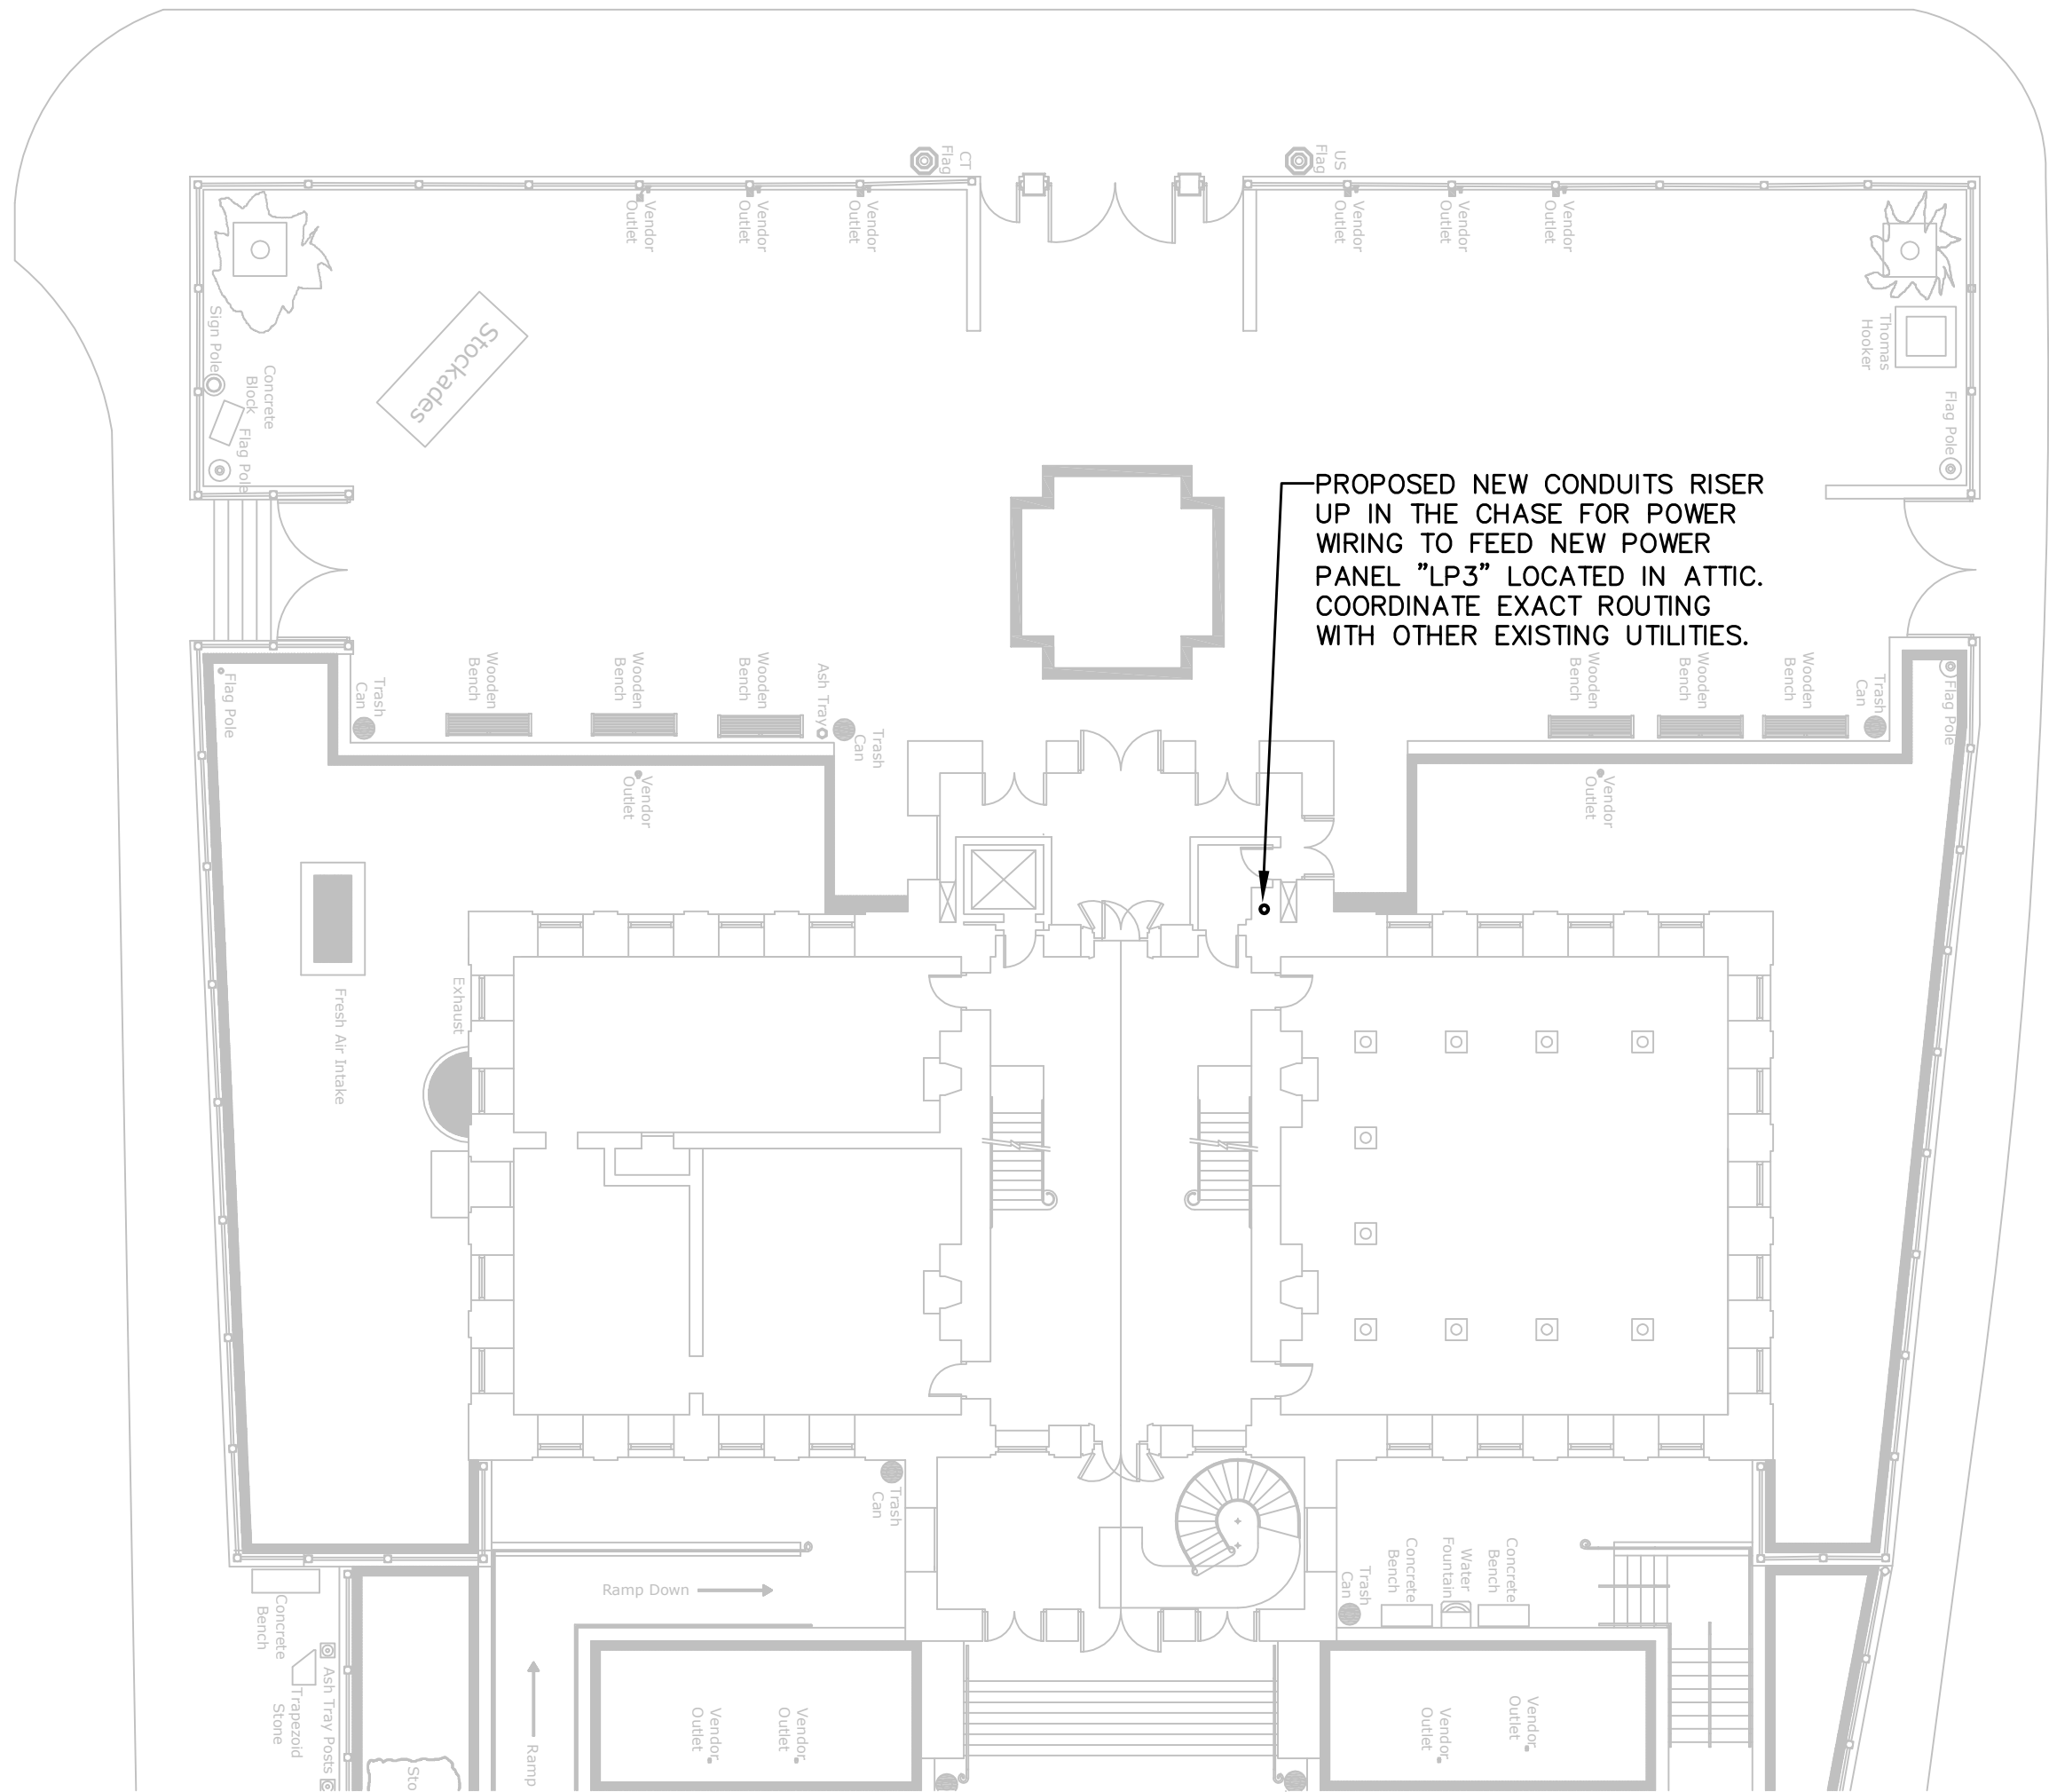 CT
Flag
US
Flag
Vendor
Outlet
Vendor
Outlet
Vendor
Outlet
Vendor
Outlet
Vendor
Outlet
Vendor
Outlet
Sign Pole
Concrete
Block
Flag Pole
Stockades
Thomas
Hooker
Flag Pole
PROPOSED NEW CONDUITS RISER
UP IN THE CHASE FOR POWER
WIRING TO FEED NEW POWER
PANEL "LP3" LOCATED IN ATTIC.
COORDINATE EXACT ROUTING
WITH OTHER EXISTING UTILITIES.
Flag Pole
Trash
Can
Wooden
Bench
Wooden
Bench
Wooden
Bench
Ash Tray
Trash
Can
Wooden
Bench
Wooden
Bench
Wooden
Bench
Trash
Can
Flag Pole
Vendor
Outlet
Vendor
Outlet
Fresh Air Intake
Exhaust
Trash
Can
Ramp Down
Trash
Can
Concrete
Bench
Water
Fountain
Concrete
Bench
Concrete
Bench
Trapezoid
Stone
Ash Tray Posts
Sto
Ramp
Vendor
Outlet
Vendor
Outlet
Vendor
Outlet
Vendor
Outlet